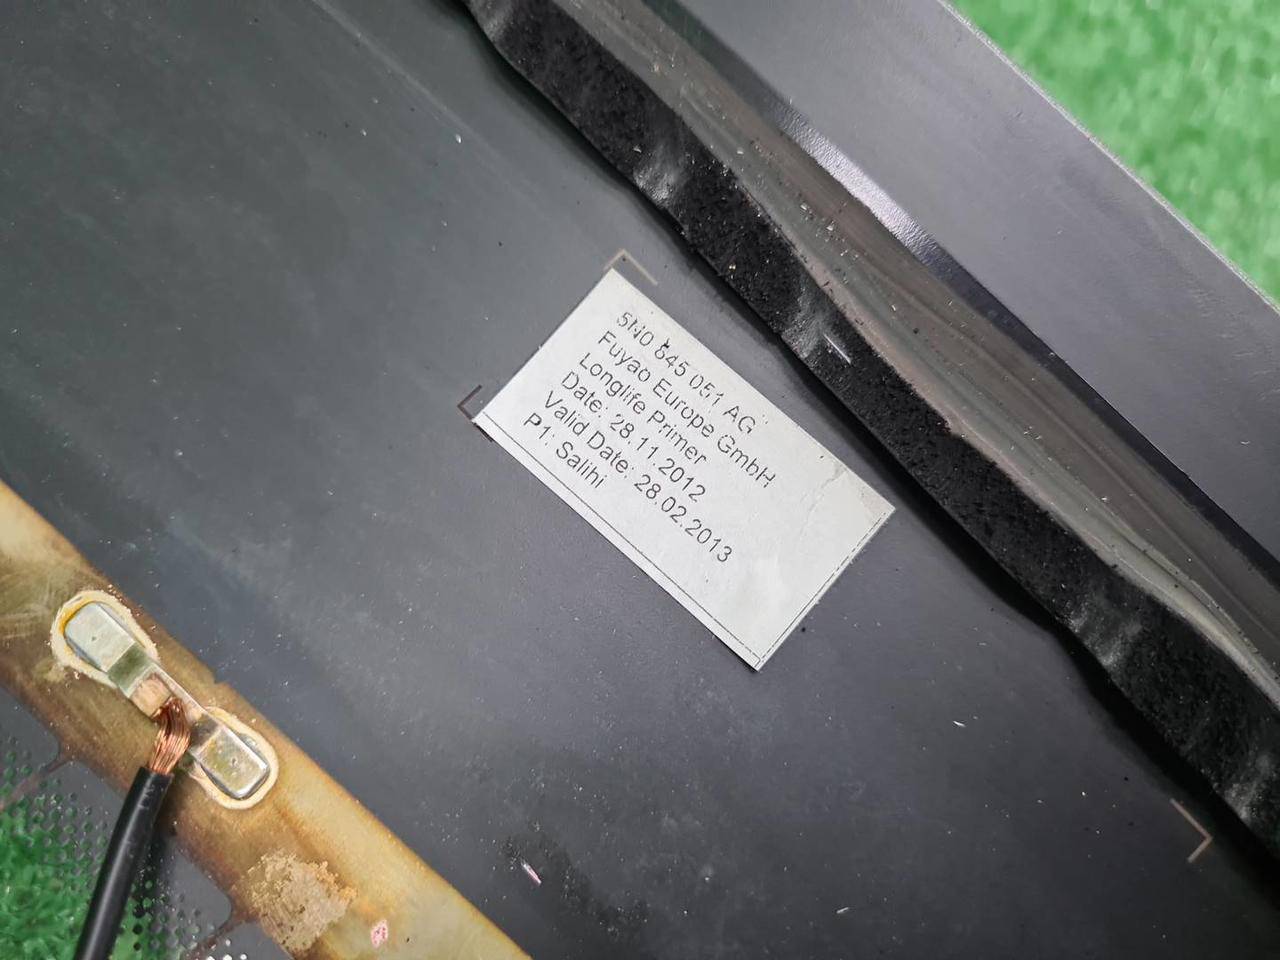 5N0 845 051 AG
Fuyao Europe GmbH
Longlife Primer
Date: 28.11.2012
Valid Date: 28.02.2013
P1: Salihi